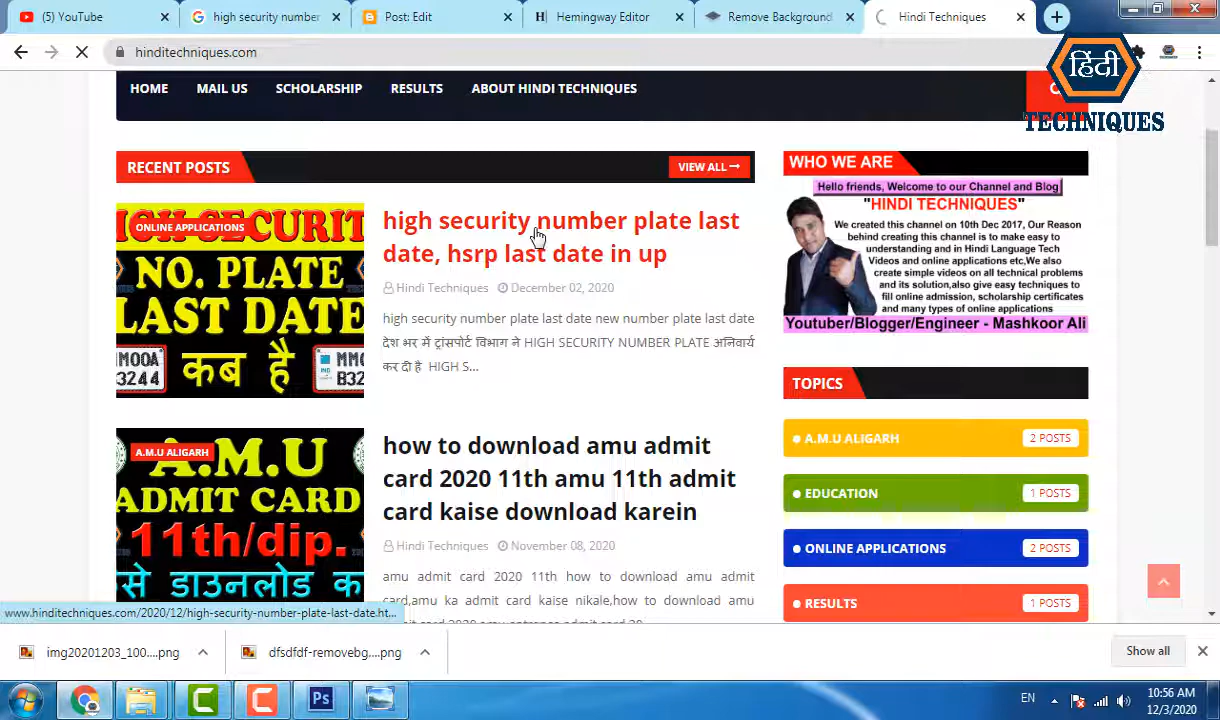 (5) YouTube
high security number
Post: Edit
Hemingway Editor
Remove Background
Hindi Techniques
hinditechniques.com
हिंदी
TECHNIQUES
HOME
MAIL US
SCHOLARSHIP
RESULTS
ABOUT HINDI TECHNIQUES
RECENT POSTS
VIEW ALL
HIGH SECURIT
ONLINE APPLICATIONS
NO. PLATE
LAST DATE
कब है
3244A
B32
high security number plate last
date, hsrp last date in up
Hindi Techniques
December 02, 2020
high security number plate last date new number plate last date
देश भर में ट्रांसपोर्ट विभाग ने HIGH SECURITY NUMBER PLATE अनिवार्य
कर दी है HIGH S...
A.M.U
A.M.U ALIGARH
ADMIT CARD
11th/dip.
से डाउनलोड क
how to download amu admit
card 2020 11th amu 11th admit
card kaise download karein
Hindi Techniques
November 08, 2020
amu admit card 2020 11th how to download amu admit
card,amu ka admit card kaise nikale,how to download amu
WHO WE ARE
Hello friends, Welcome to our Channel and Blog
"HINDI TECHNIQUES"
We created this channel on 10th Dec 2017, Our Reason
behind creating this channel is to make easy to
understanding and in Hindi Language Tech
Videos and online applications etc,We also
create simple videos on all technical problems
and its solution,also give easy techniques to
fill online admission, scholarship certificates
and many types of online applications
Youtuber/Blogger/Engineer - Mashkoor Ali
TOPICS
A.M.U ALIGARH
2 POSTS
EDUCATION
1 POSTS
ONLINE APPLICATIONS
2 POSTS
RESULTS
1 POSTS
www.hinditechniques.com/2020/12/high-security-number-plate-last-date.ht...
img20201203_100....png
dfsdfdf-removebg....png
Show all
Ps
EN
10:56 AM
12/3/2020